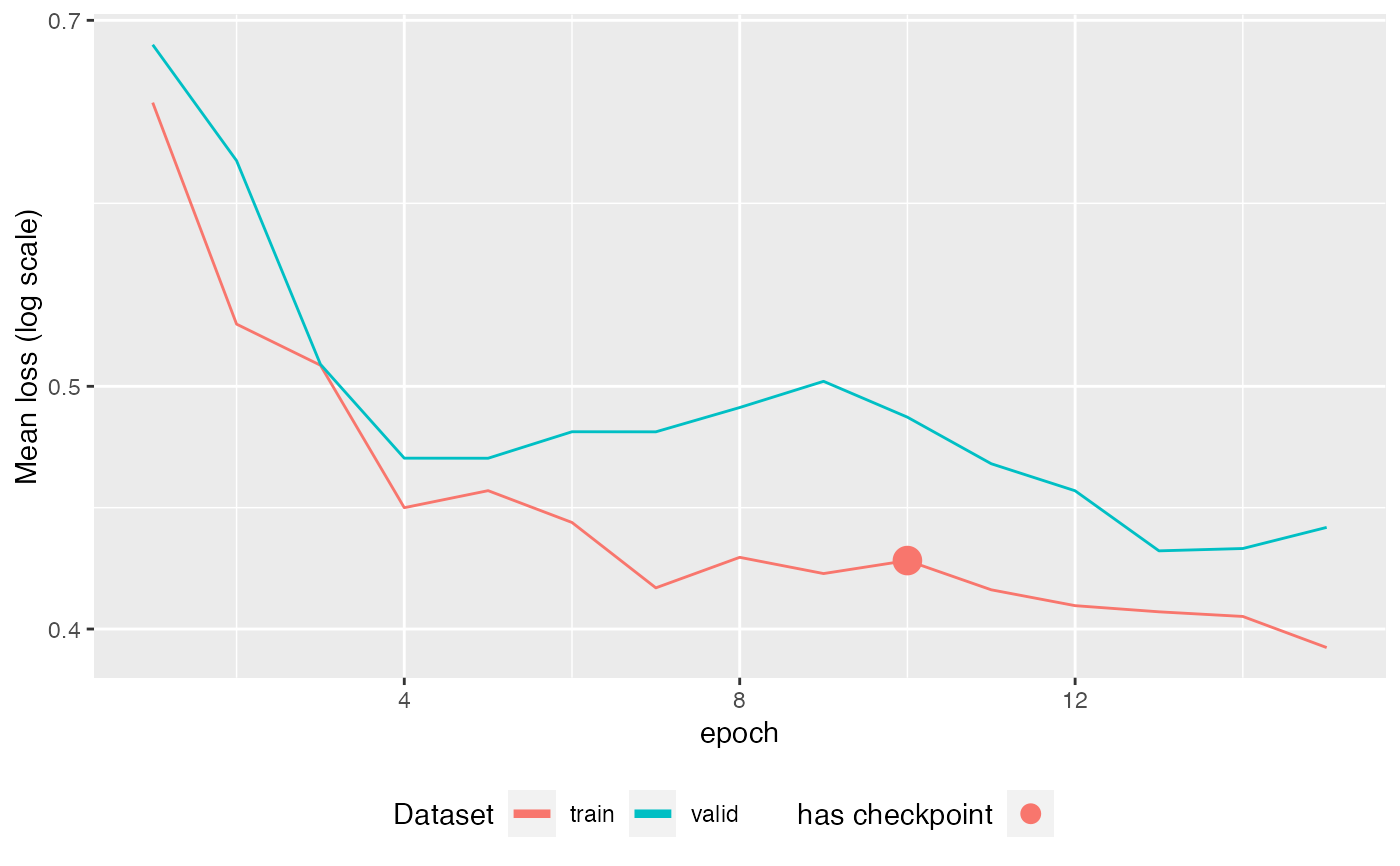 Mean loss (log scale)
0.7
0.5
0.4
4 8 12
epoch
Dataset train valid has checkpoint